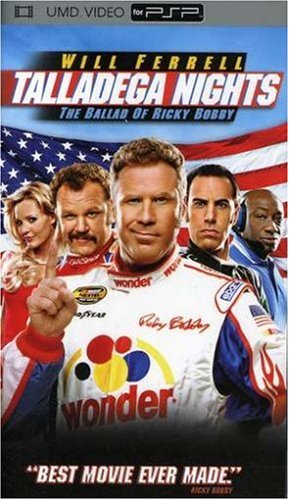 UMD VIDEO for PSP
WILL FERRELL
TALLADEGA NIGHTS
THE BALLAD OF RICKY BOBBY
wonder
GOODYEAR
Ricky Bobby
wonder
"BEST MOVIE EVER MADE."
RICKY BOBBY